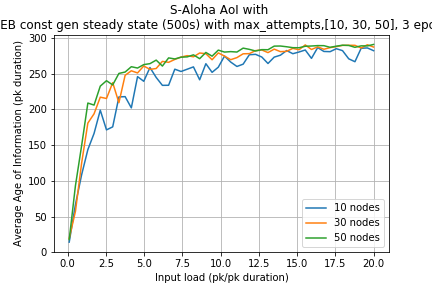 S-Aloha AoI with
EB const gen steady state (500s) with max_attempts,[10, 30, 50], 3 epo
300
250
200
150
100
50
0
Average Age of Information (pk duration)
0.0 2.5 5.0 7.5 10.0 12.5 15.0 17.5 20.0
Input load (pk/pk duration)
10 nodes
30 nodes
50 nodes